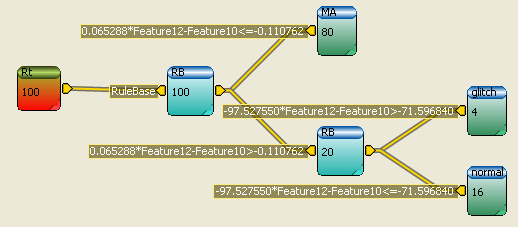 MA
0.065288*Feature12-Feature10<=-0.110762
80
Rt
RB
100
RuleBase
100
glitch
-97.527550*Feature12-Feature10>-71.596840
4
RB
20
0.065288*Feature12-Feature10>-0.110762
normal
-97.527550*Feature12-Feature10<=-71.596840
16